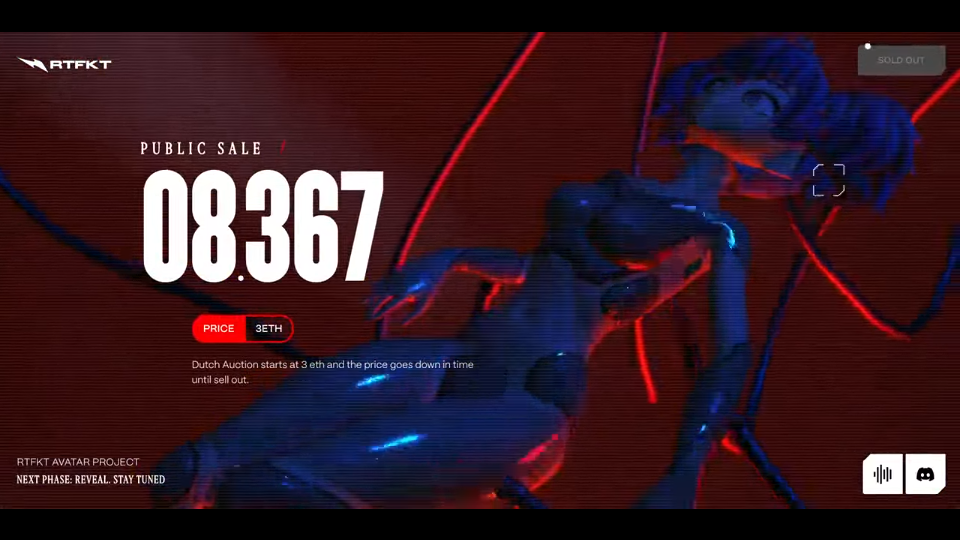 RTFKT
SOLD OUT
PUBLIC SALE /
08.367
PRICE 3ETH
Dutch Auction starts at 3 eth and the price goes down in time
until sell out.
RTFKT AVATAR PROJECT
NEXT PHASE: REVEAL. STAY TUNED